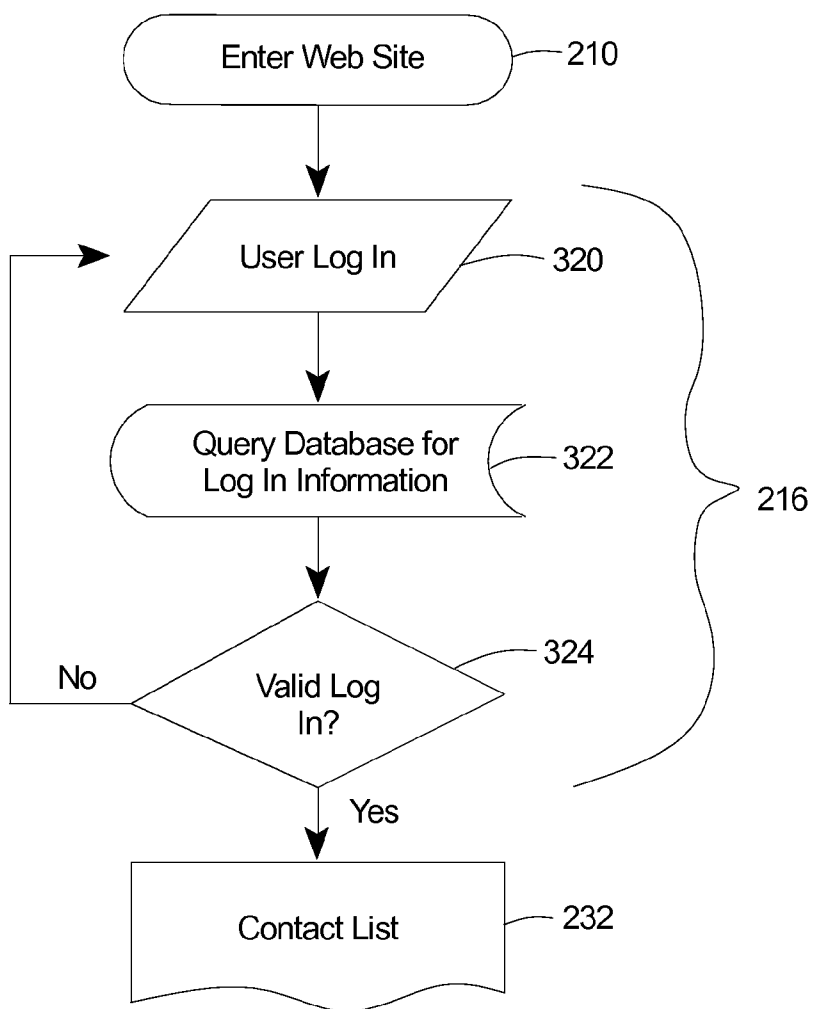 Enter Web Site
210
User Log In
320
Query Database for
Log In Information
322
216
324
Valid Log
In?
No
Yes
Contact List
232